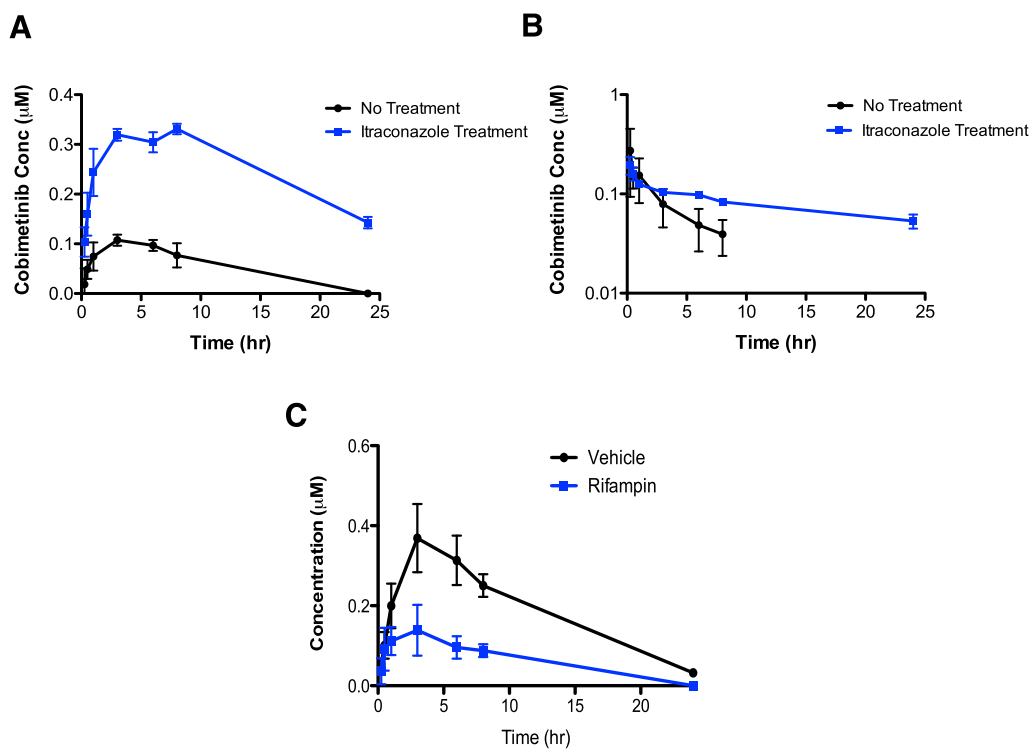 A
Cobimetinib Conc (μM)
0.4
0.3
0.2
0.1
0.0
0 5 10 15 20 25
Time (hr)
No Treatment
Itraconazole Treatment
B
Cobimetinib Conc (μM)
1
0.1
0.01
0 5 10 15 20 25
Time (hr)
No Treatment
Itraconazole Treatment
C
Concentration (μM)
0.6
0.4
0.2
0.0
0 5 10 15 20
Time (hr)
Vehicle
Rifampin